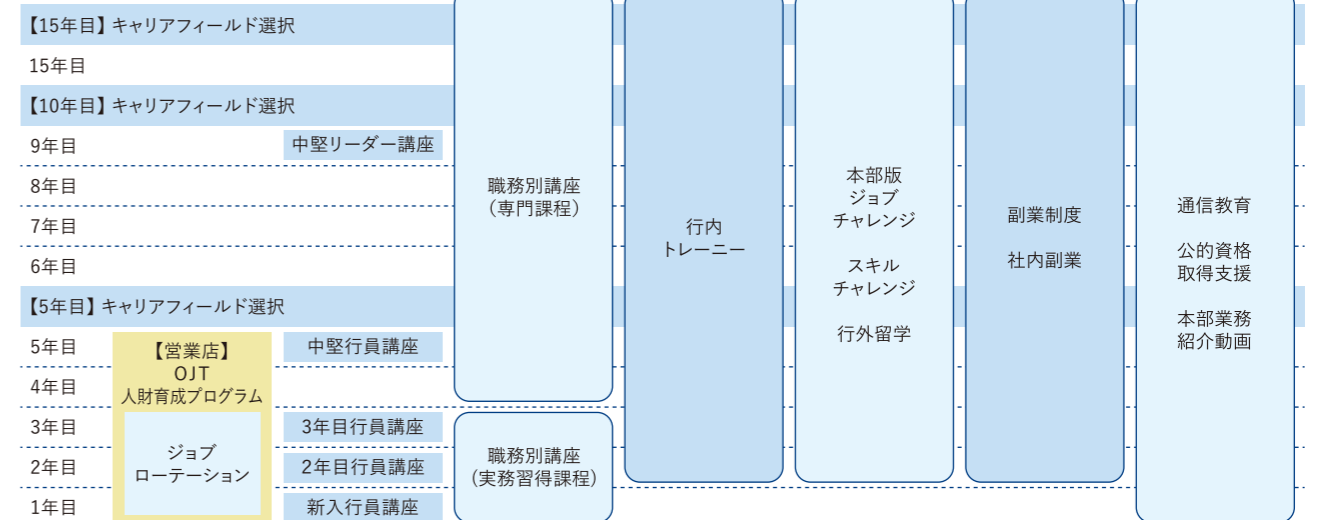 【15年目】キャリアフィールド選択
15年目
【10年目】キャリアフィールド選択
9年目
中堅リーダー講座
8年目
7年目
6年目
【5年目】キャリアフィールド選択
5年目
4年目
3年目
2年目
1年目
【営業店】
OJT
人財育成プログラム
ジョブ
ローテーション
中堅行員講座
3年目行員講座
2年目行員講座
新入行員講座
職務別講座
（専門課程）
職務別講座
（実務習得課程）
行内
トレーニー
本部版
ジョブ
チャレンジ
スキル
チャレンジ
行外留学
副業制度
社内副業
通信教育
公的資格
取得支援
本部業務
紹介動画